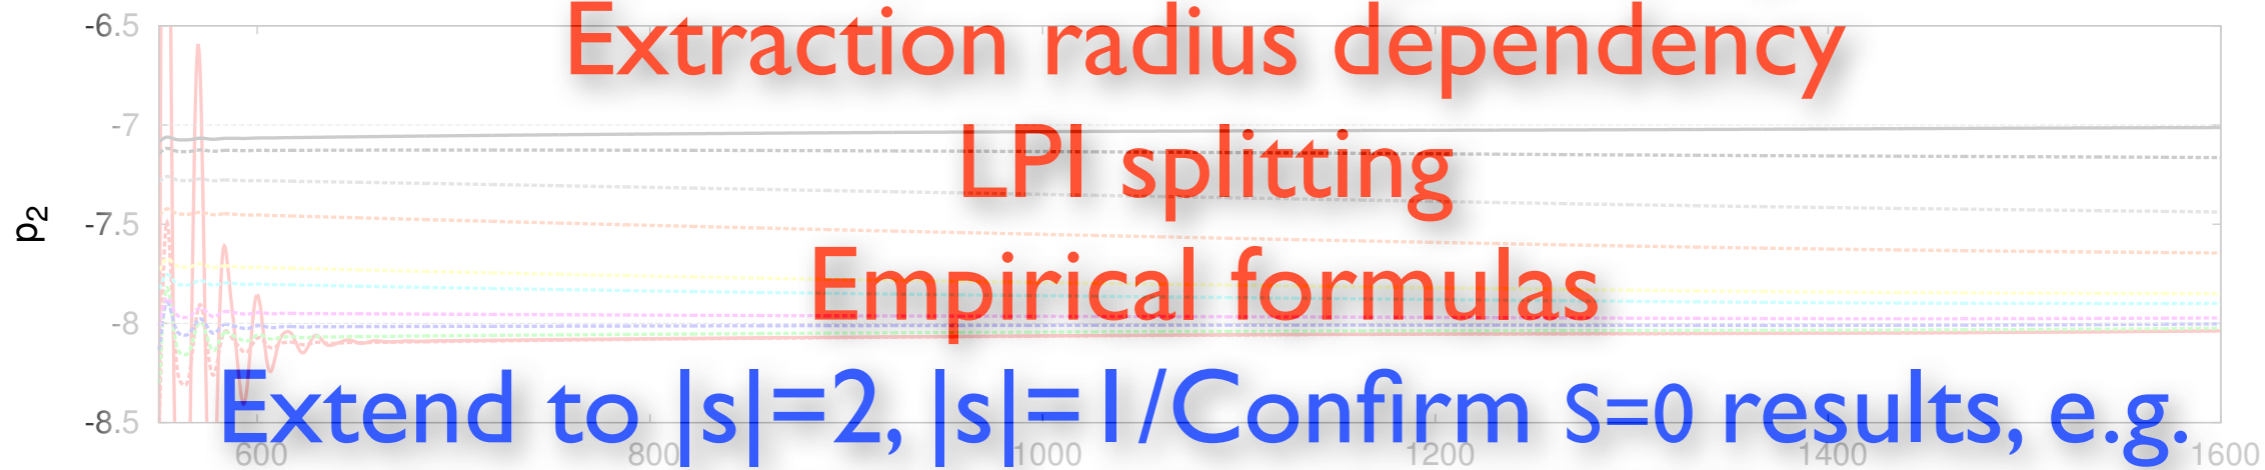 -6.5
Extraction radius dependency
-7
LPI splitting
-7.5
p2
Empirical formulas
-8
Extend to |s|=2, |s|=1/Confirm S=0 results, e.g.
-8.5
600 800 1000 1200 1400 1600